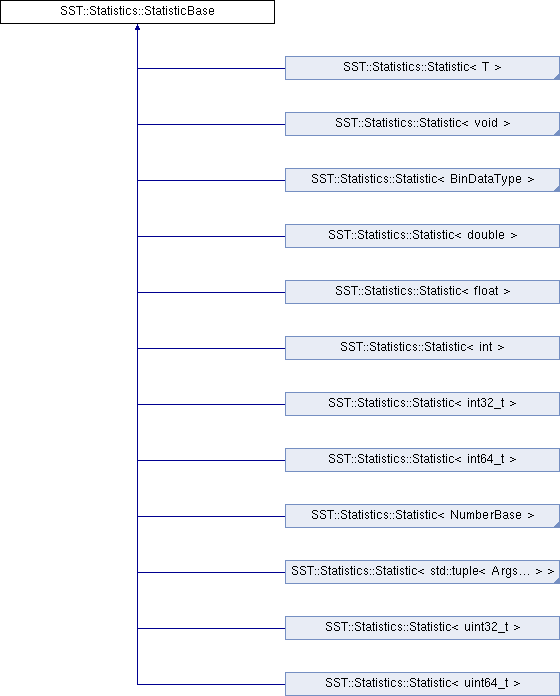 SST::Statistics::StatisticBase
SST::Statistics::Statistic< T >
SST::Statistics::Statistic< void >
SST::Statistics::Statistic< BinDataType >
SST::Statistics::Statistic< double >
SST::Statistics::Statistic< float >
SST::Statistics::Statistic< int >
SST::Statistics::Statistic< int32_t >
SST::Statistics::Statistic< int64_t >
SST::Statistics::Statistic< NumberBase >
SST::Statistics::Statistic< std::tuple< Args... > >
SST::Statistics::Statistic< uint32_t >
SST::Statistics::Statistic< uint64_t >